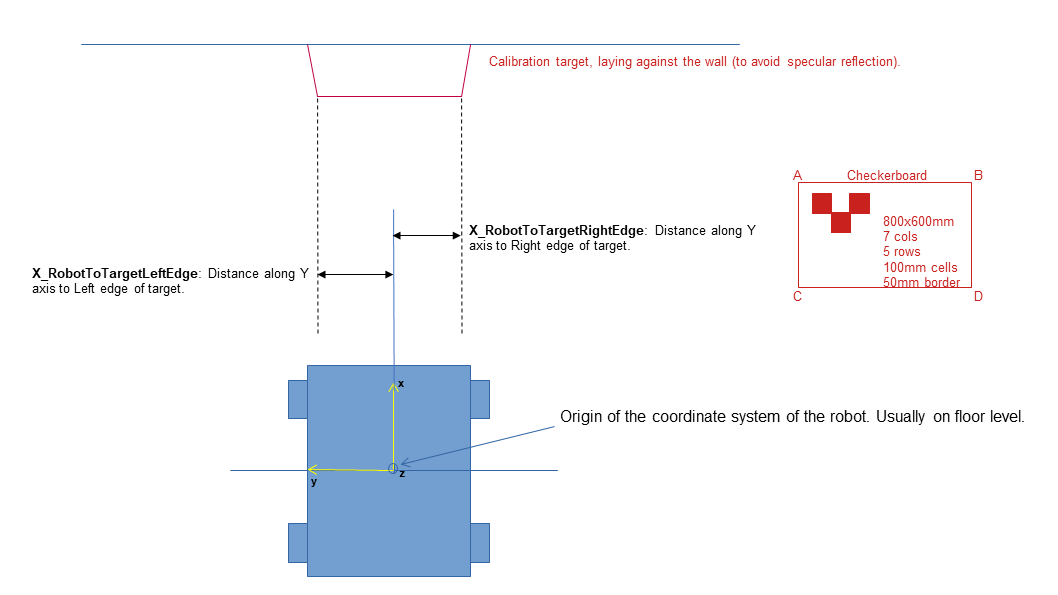 Calibration target, laying against the wall (to avoid specular reflection).
A Checkerboard B
800x600mm
7 cols
5 rows
100mm cells
50mm border
C D
X_RobotToTargetRightEdge: Distance along Y
axis to Right edge of target.
X_RobotToTargetLeftEdge: Distance along Y
axis to Left edge of target.
x
Origin of the coordinate system of the robot. Usually on floor level.
z
y